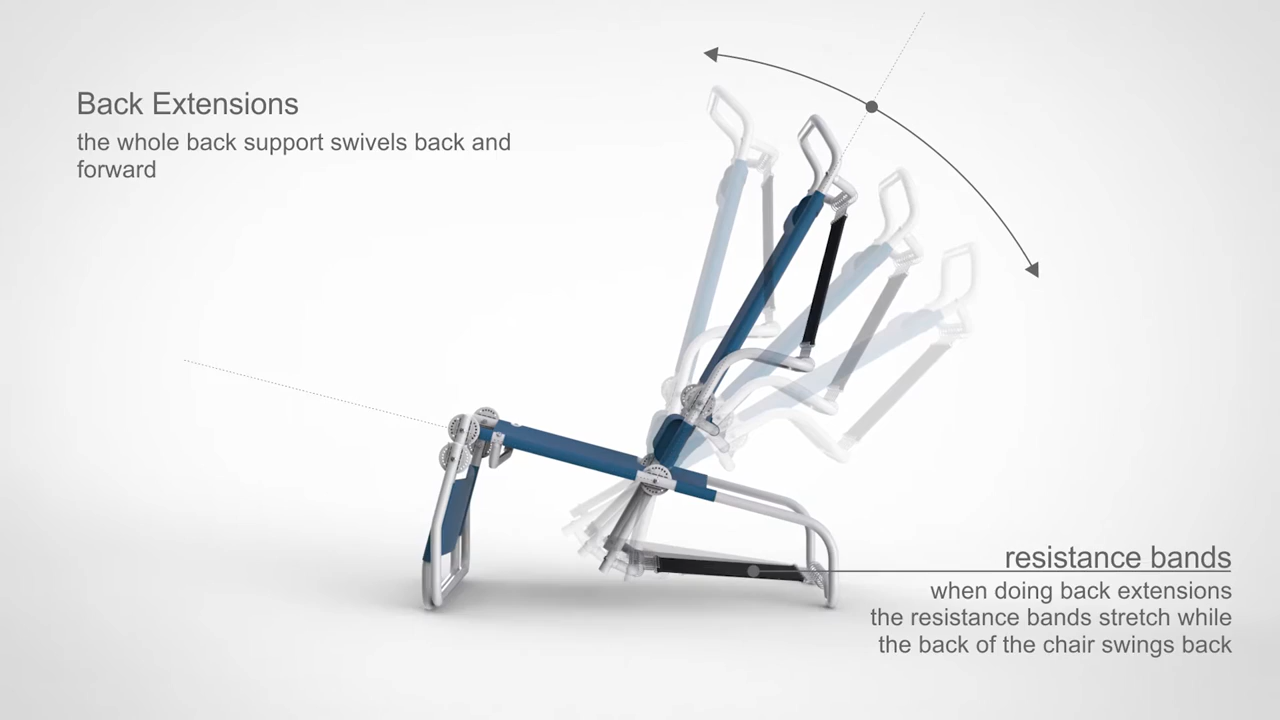 Back Extensions
the whole back support swivels back and
forward
resistance bands
when doing back extensions
the resistance bands stretch while
the back of the chair swings back